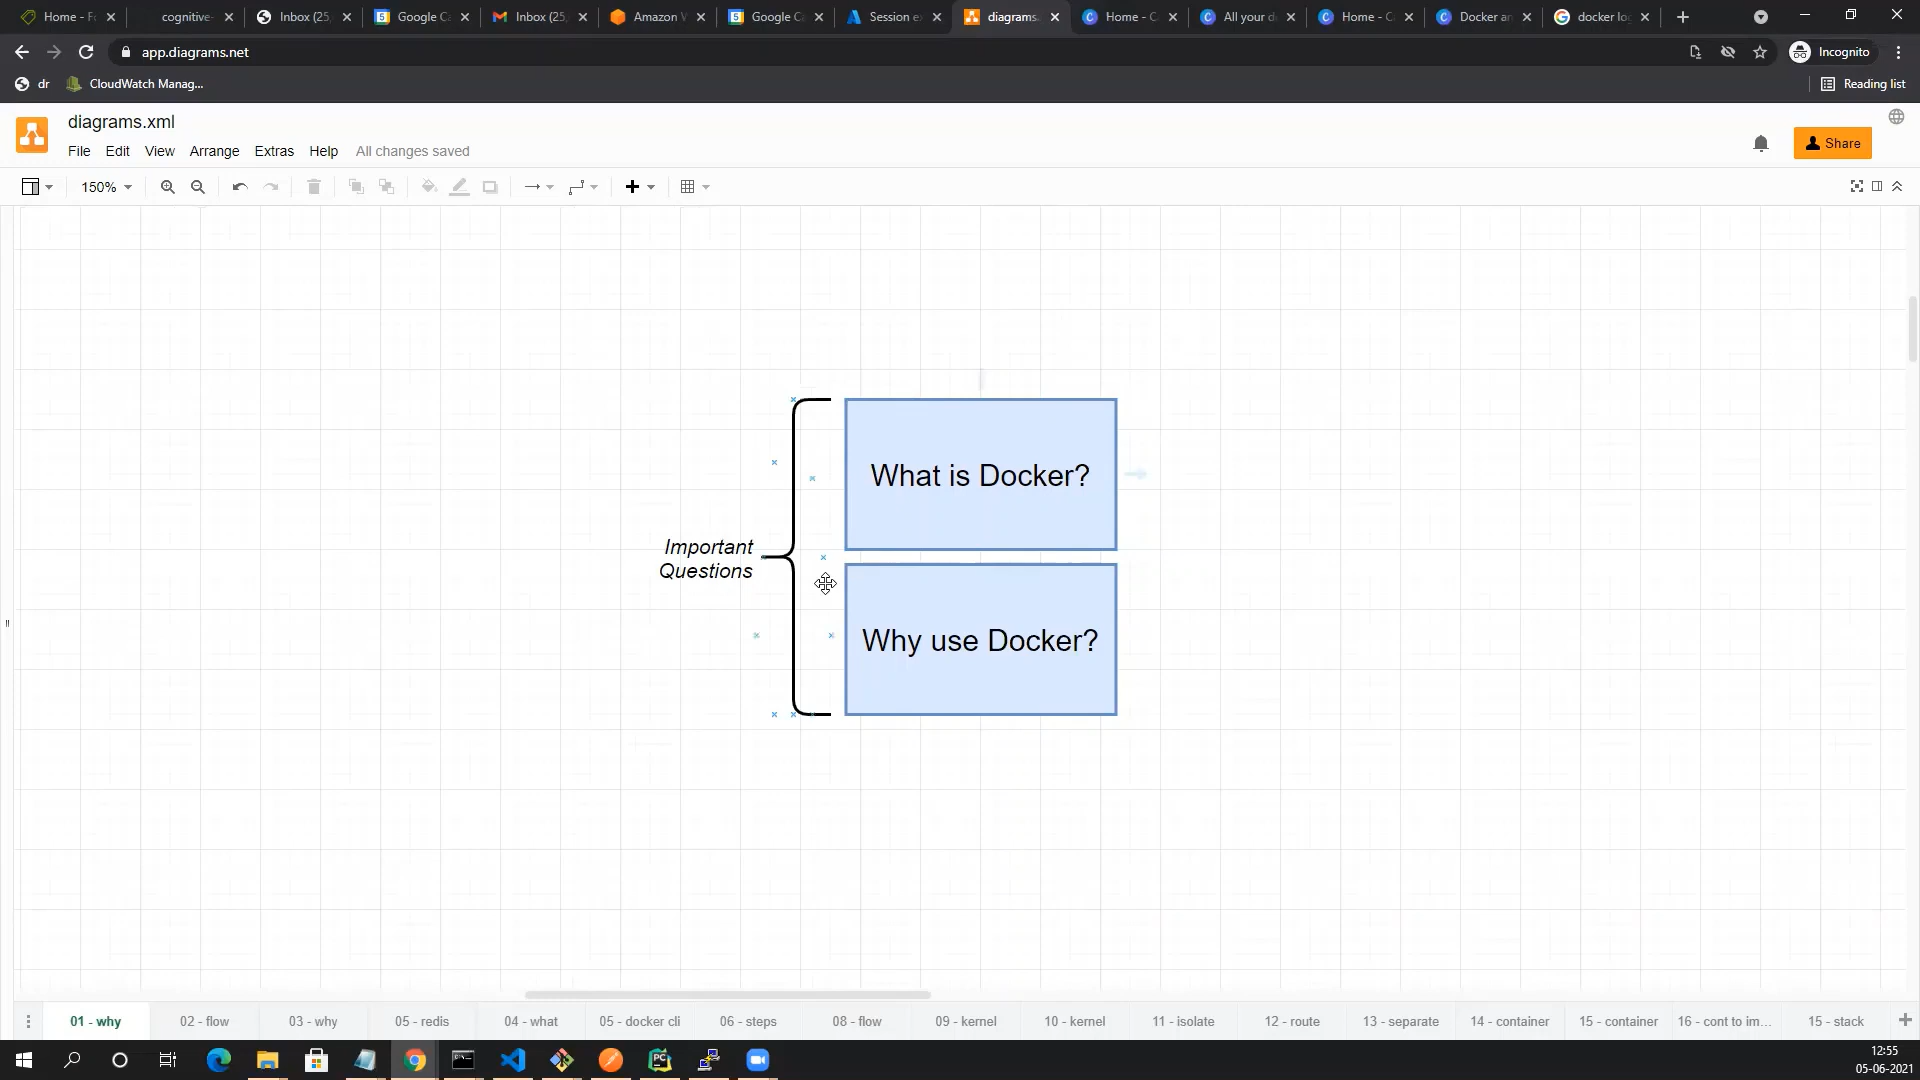 Home - F
cognitive-
Inbox (25,
Google Ca
Inbox (25,
Amazon W
Google Ca
Session e
diagrams.
Home - C
All your d
Home - C
Docker an
docker log
app.diagrams.net
Incognito
dr
CloudWatch Manag...
Reading list
diagrams.xml
File Edit View Arrange Extras Help All changes saved
Share
150%
What is Docker?
Important
Questions
Why use Docker?
01 - why
02 - flow
03 - why
05 - redis
04 - what
05 - docker cli
06 - steps
08 - flow
09 - kernel
10 - kernel
11 - isolate
12 - route
13 - separate
14 - container
15 - container
16 - cont to im...
15 - stack
12:55
05-06-2021